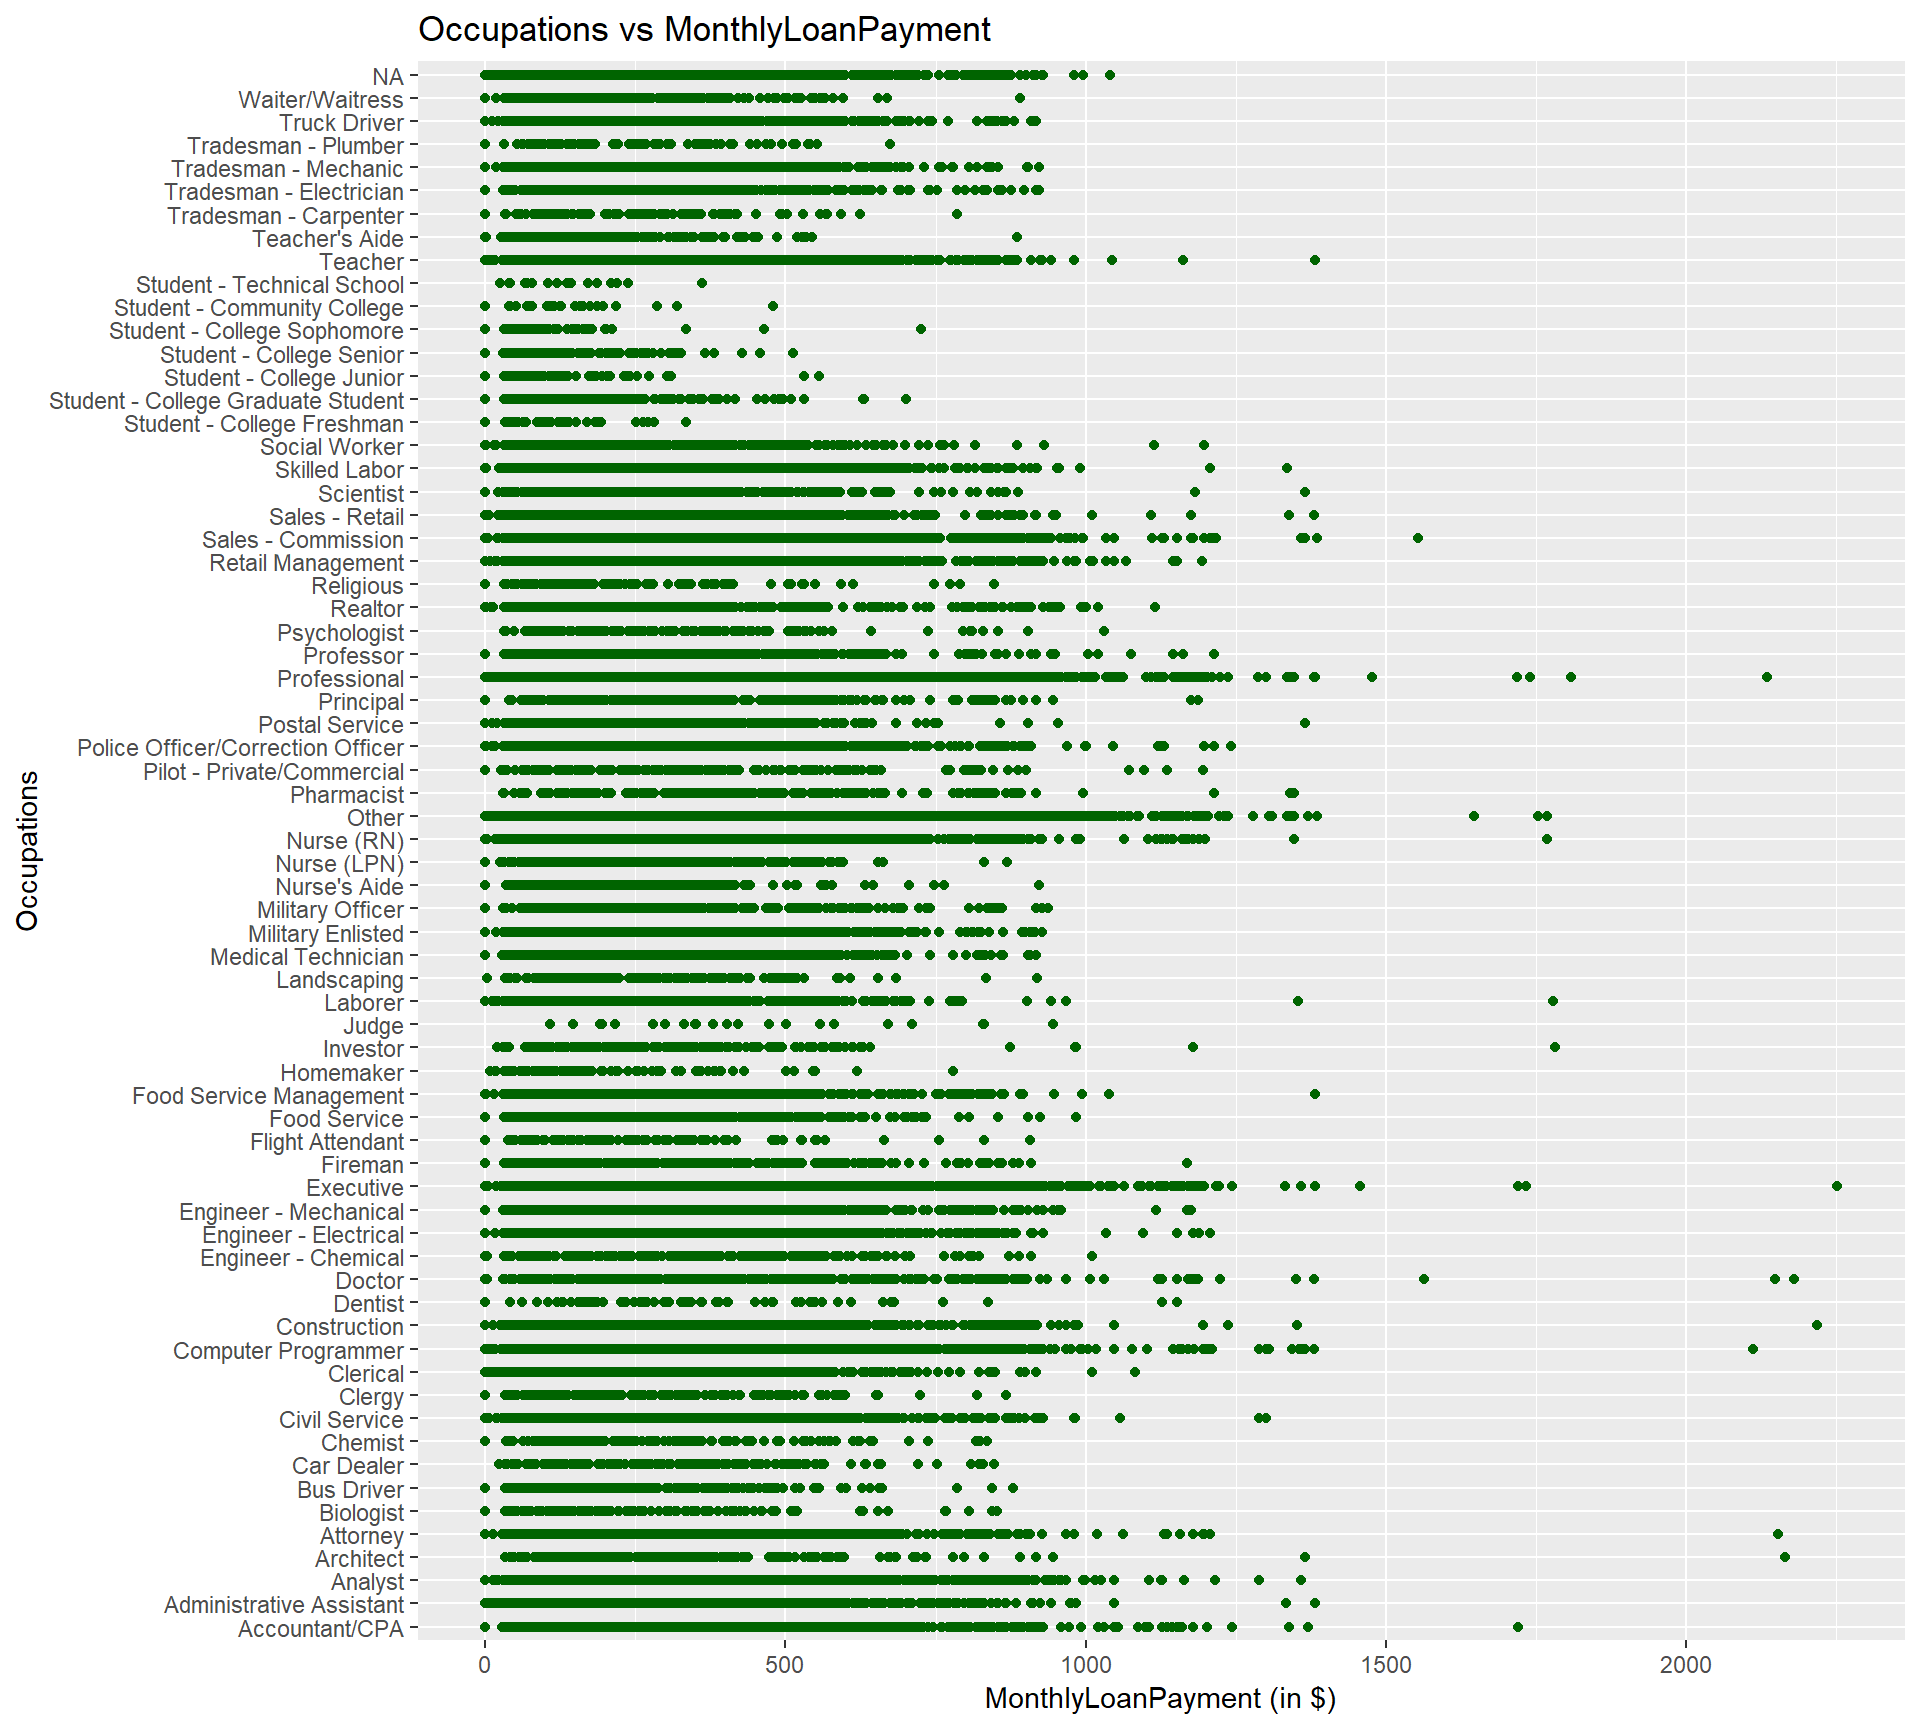 Occupations vs MonthlyLoanPayment
NA
Waiter/Waitress
Truck Driver
Tradesman - Plumber
Tradesman - Mechanic
Tradesman - Electrician
Tradesman - Carpenter
Teacher's Aide
Teacher
Student - Technical School
Student - Community College
Student - College Sophomore
Student - College Senior
Student - College Junior
Student - College Graduate Student
Student - College Freshman
Social Worker
Skilled Labor
Scientist
Sales - Retail
Sales - Commission
Retail Management
Religious
Realtor
Psychologist
Professor
Professional
Principal
Postal Service
Police Officer/Correction Officer
Pilot - Private/Commercial
Pharmacist
Other
Nurse (RN)
Nurse (LPN)
Nurse's Aide
Military Officer
Military Enlisted
Medical Technician
Landscaping
Laborer
Judge
Investor
Homemaker
Food Service Management
Food Service
Flight Attendant
Fireman
Executive
Engineer - Mechanical
Engineer - Electrical
Engineer - Chemical
Doctor
Dentist
Construction
Computer Programmer
Clerical
Clergy
Civil Service
Chemist
Car Dealer
Bus Driver
Biologist
Attorney
Architect
Analyst
Administrative Assistant
Accountant/CPA
Occupations
0 500 1000 1500 2000
MonthlyLoanPayment (in $)